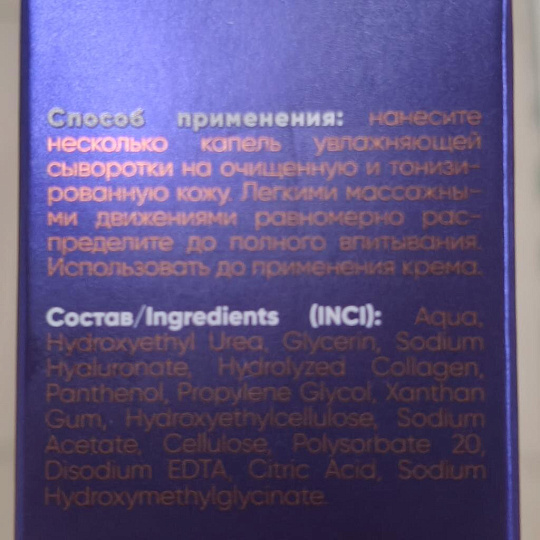 Способ применения: нанесите
несколько капель увлажняющей
сыворотки на очищенную и тонизи-
рованную кожу. Легкими массажны-
ми движениями равномерно рас-
пределите до полного впитывания.
Использовать до применения крема.
Состав/Ingredients (INCI): Aqua,
Hydroxyethyl Urea, Glycerin, Sodium
Hyaluronate, Hydrolyzed Collagen,
Panthenol, Propylene Glycol, Xanthan
Gum, Hydroxyethylcellulose, Sodium
Acetate, Cellulose, Polysorbate 20,
Disodium EDTA, Citric Acid, Sodium
Hydroxymethylglycinate.